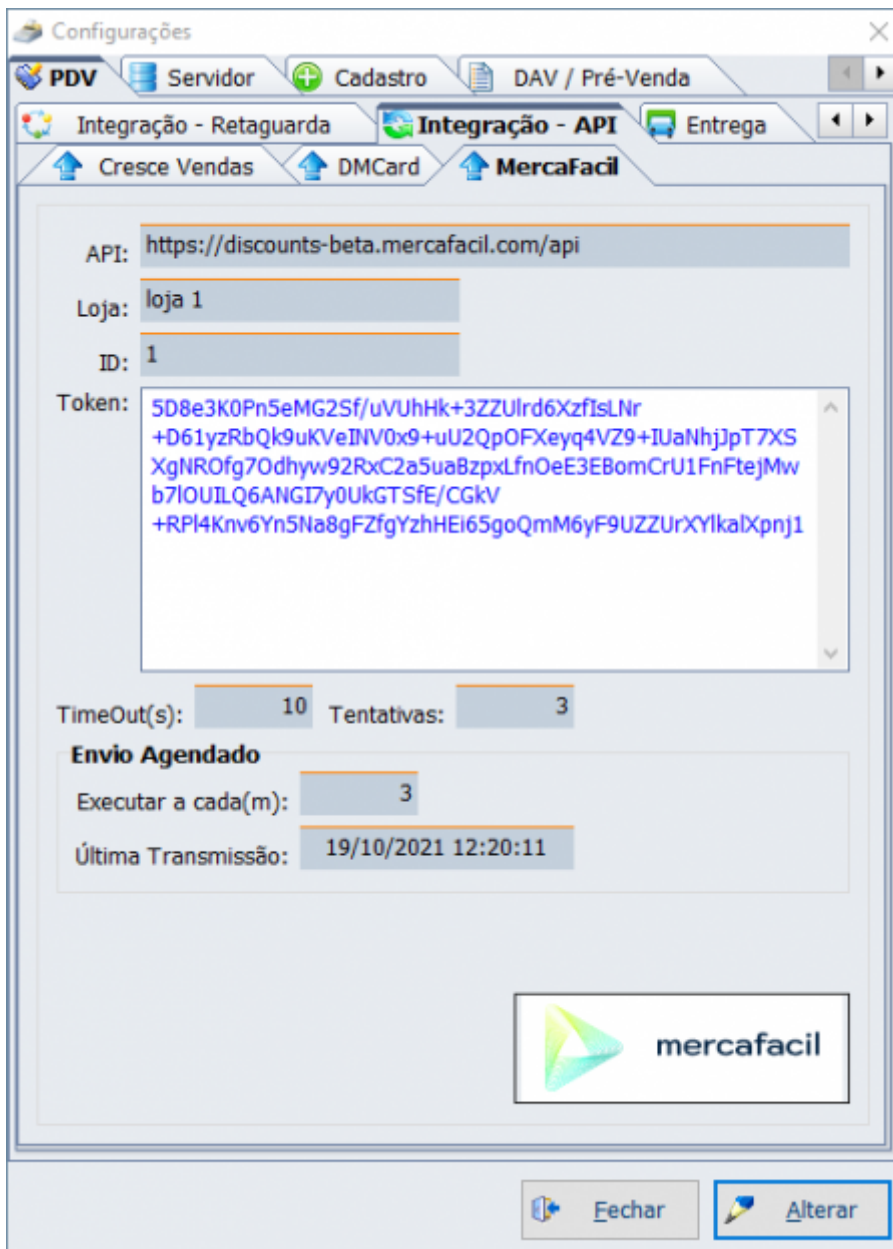 Configurações
PDV Servidor Cadastro DAV / Pré-Venda
Integração - Retaguarda Integração - API Entrega
Cresce Vendas DMCard MercaFacil
API: https://discounts-beta.mercafacil.com/api
Loja: loja 1
ID: 1
Token: 5D8e3K0Pn5eMG2Sf/uVUhHk+3ZZUlrd6XzfIsLNr
+D61yzRbQk9uKVeINV0x9+uU2QpOFXeyq4VZ9+IUaNhjJpT7XS
XgNROfg7Odhyw92RxC2a5uaBzpxLfnOeE3EBomCrU1FnFtejMw
b7lOUILQ6ANGI7y0UkGTSfE/CGkV
+RPl4Knv6Yn5Na8gFZfgYzhHEi65goQmM6yF9UZZUrXYlkalXpnj1
TimeOut(s): 10 Tentativas: 3
Envio Agendado
Executar a cada(m): 3
Última Transmissão: 19/10/2021 12:20:11
mercafacil
Fechar Alterar